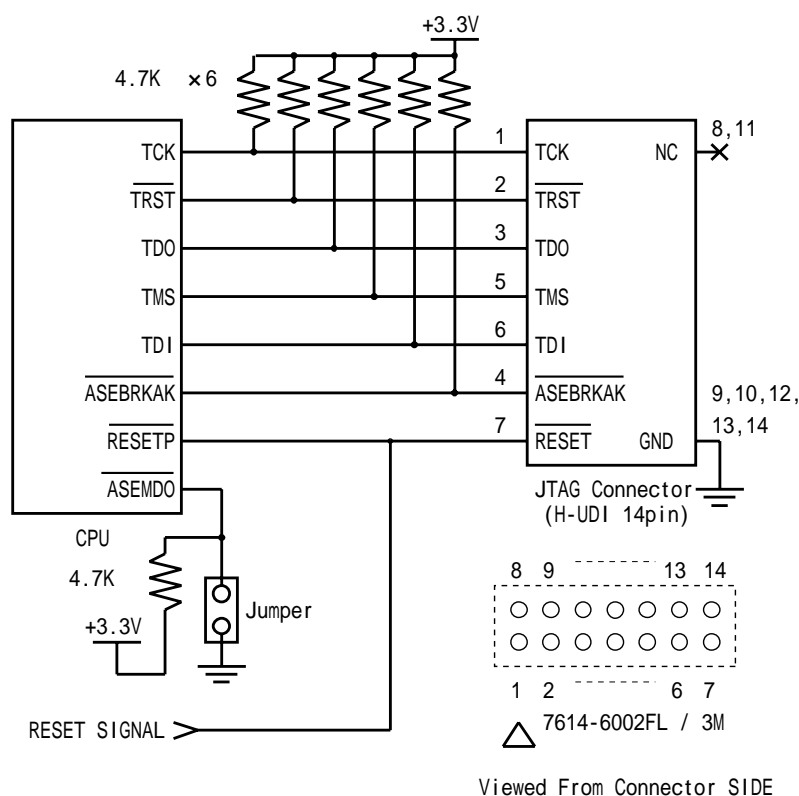 +3.3V
4.7K ×6
TCK
TRST
TDO
TMS
TDI
ASEBRKAK
RESETP
ASEMDO
CPU
1
2
3
5
6
4
7
TCK
TRST
TDO
TMS
TDI
ASEBRKAK
RESET
NC
GND
8,11
9,10,12,
13,14
JTAG Connector
(H-UDI 14pin)
4.7K
+3.3V
Jumper
RESET SIGNAL
8 9 13 14
1 2 6 7
7614-6002FL / 3M
Viewed From Connector SIDE